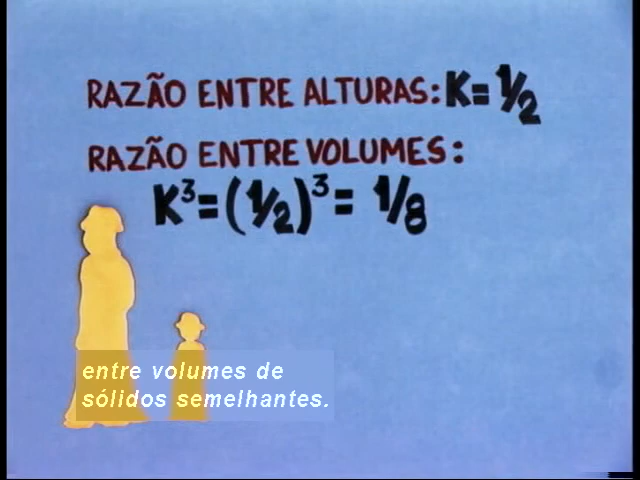 RAZÃO ENTRE ALTURAS: K= 1/2
RAZÃO ENTRE VOLUMES:
K³=(1/2)³= 1/8
entre volumes de
sólidos semelhantes.